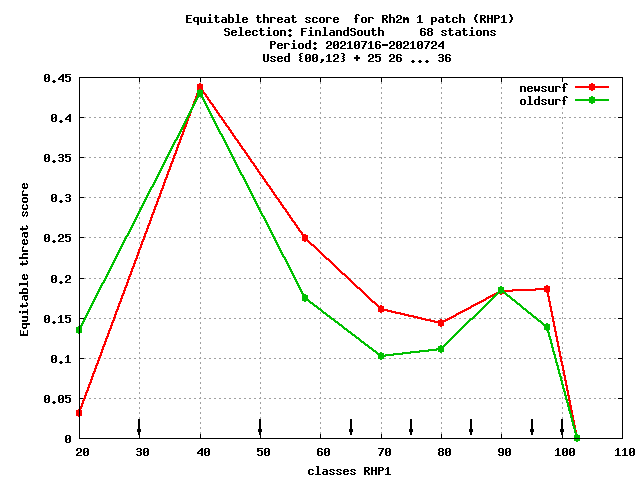 Equitable threat score  for Rh2m 1 patch (RHP1)
Selection: FinlandSouth     68 stations
Period: 20210716-20210724
Used {00,12} + 25 26 ... 36
newsurf
oldsurf
Equitable threat score
0.45
0.4
0.35
0.3
0.25
0.2
0.15
0.1
0.05
0
20 30 40 50 60 70 80 90 100 110
classes RHP1